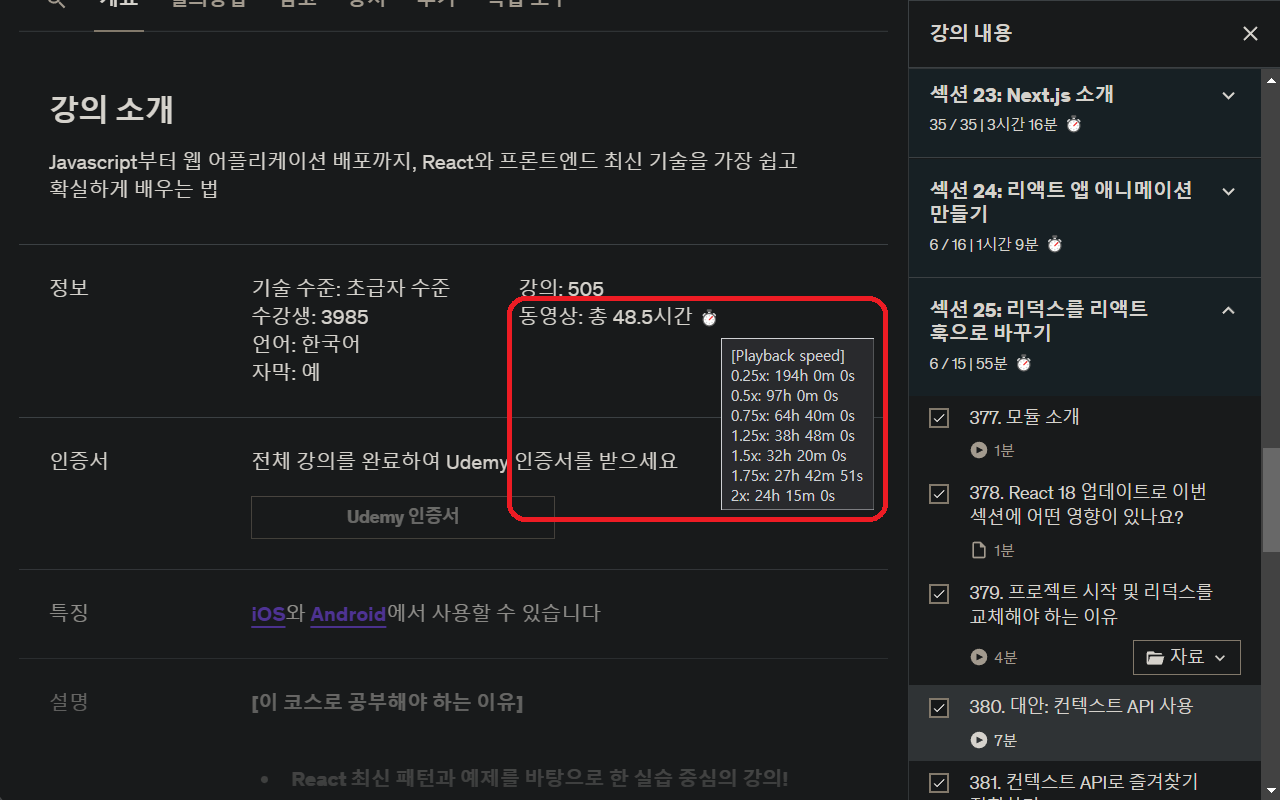 강의 소개
Javascript부터 웹 어플리케이션 배포까지, React와 프론트엔드 최신 기술을 가장 쉽고
확실하게 배우는 법
정보
기술 수준: 초급자 수준
수강생: 3985
언어: 한국어
자막: 예
강의: 505
동영상: 총 48.5시간
[Playback speed]
0.25x: 194h 0m 0s
0.5x: 97h 0m 0s
0.75x: 64h 40m 0s
1.25x: 38h 48m 0s
1.5x: 32h 20m 0s
1.75x: 27h 42m 51s
2x: 24h 15m 0s
인증서
전체 강의를 완료하여 Udemy 인증서를 받으세요
Udemy 인증서
특징
iOS와 Android에서 사용할 수 있습니다
설명
[이 코스로 공부해야 하는 이유]
• React 최신 패턴과 예제를 바탕으로 한 실습 중심의 강의!
강의 내용
섹션 23: Next.js 소개
35 / 35 | 3시간 16분
섹션 24: 리액트 앱 애니메이션
만들기
6 / 16 | 1시간 9분
섹션 25: 리덕스를 리액트
훅으로 바꾸기
6 / 15 | 55분
377. 모듈 소개
1분
378. React 18 업데이트로 이번
섹션에 어떤 영향이 있나요?
1분
379. 프로젝트 시작 및 리덕스를
교체해야 하는 이유
4분
자료
380. 대안: 컨텍스트 API 사용
7분
381. 컨텍스트 API로 즐겨찾기